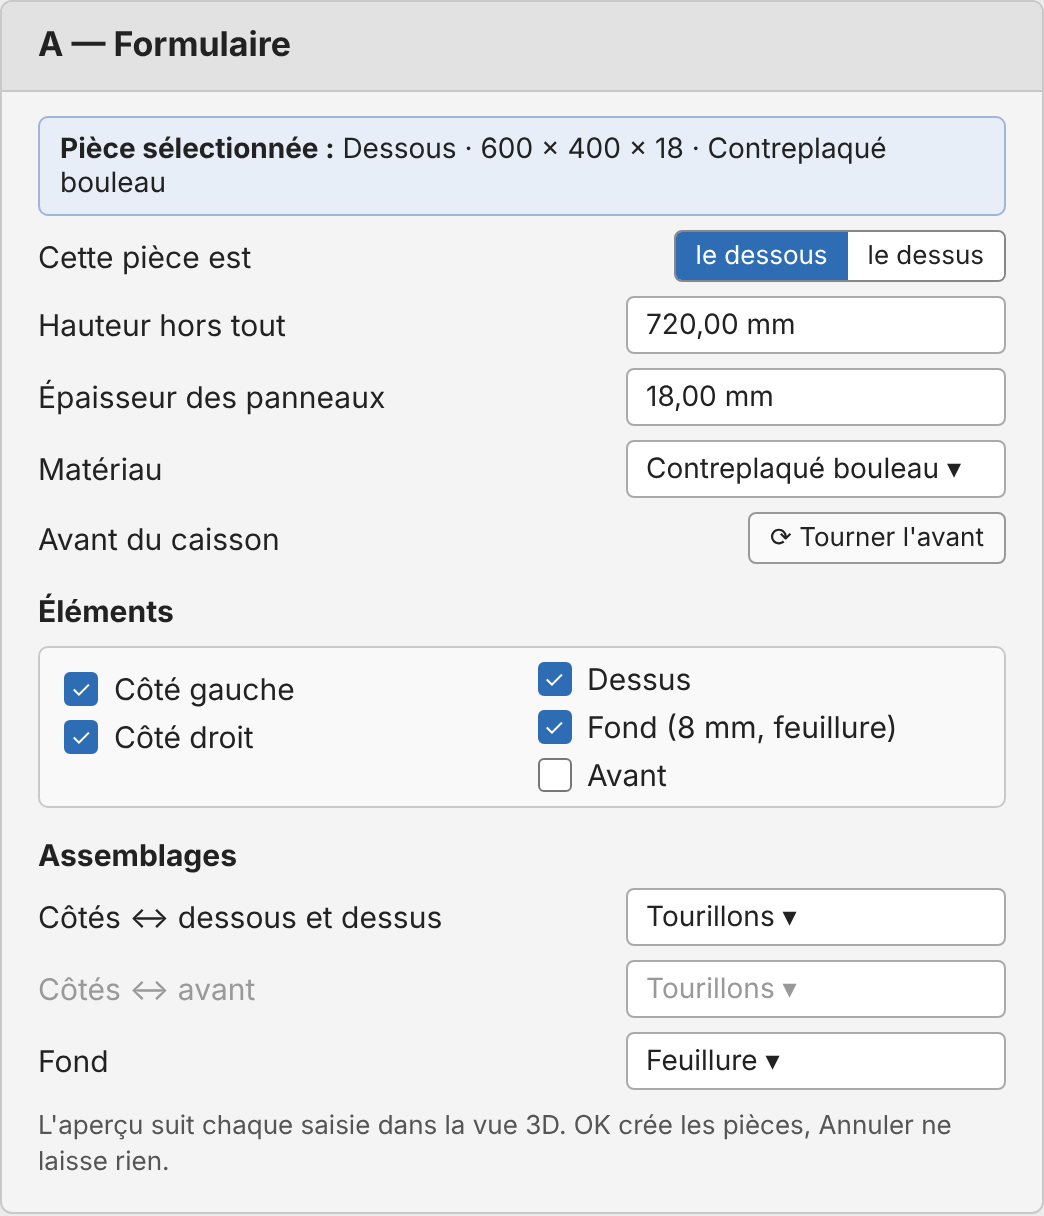 A — Formulaire
Pièce sélectionnée : Dessous · 600 × 400 × 18 · Contreplaqué
bouleau
Cette pièce est le dessous le dessus
Hauteur hors tout 720,00 mm
Épaisseur des panneaux 18,00 mm
Matériau Contreplaqué bouleau ▾
Avant du caisson ⟳ Tourner l'avant
Éléments
Côté gauche
Côté droit
Dessus
Fond (8 mm, feuillure)
Avant
Assemblages
Côtés ↔ dessous et dessus Tourillons ▾
Côtés ↔ avant Tourillons ▾
Fond Feuillure ▾
L'aperçu suit chaque saisie dans la vue 3D. OK crée les pièces, Annuler ne
laisse rien.